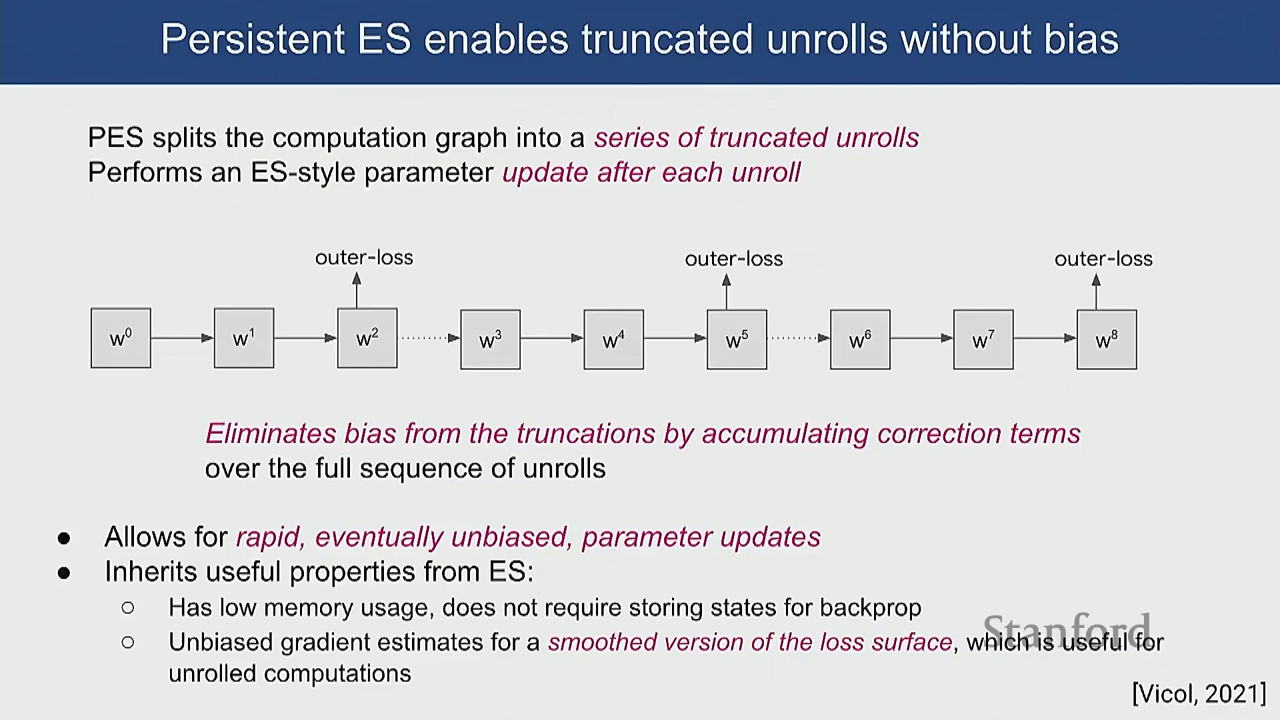 Persistent ES enables truncated unrolls without bias
PES splits the computation graph into a series of truncated unrolls
Performs an ES-style parameter update after each unroll
outer-loss outer-loss outer-loss
w⁰ w¹ w² w³ w⁴ w⁵ w⁶ w⁷ w⁸
Eliminates bias from the truncations by accumulating correction terms
over the full sequence of unrolls
● Allows for rapid, eventually unbiased, parameter updates
● Inherits useful properties from ES:
○ Has low memory usage, does not require storing states for backprop
○ Unbiased gradient estimates for a smoothed version of the loss surface, which is useful for
unrolled computations
Stanford
[Vicol, 2021]